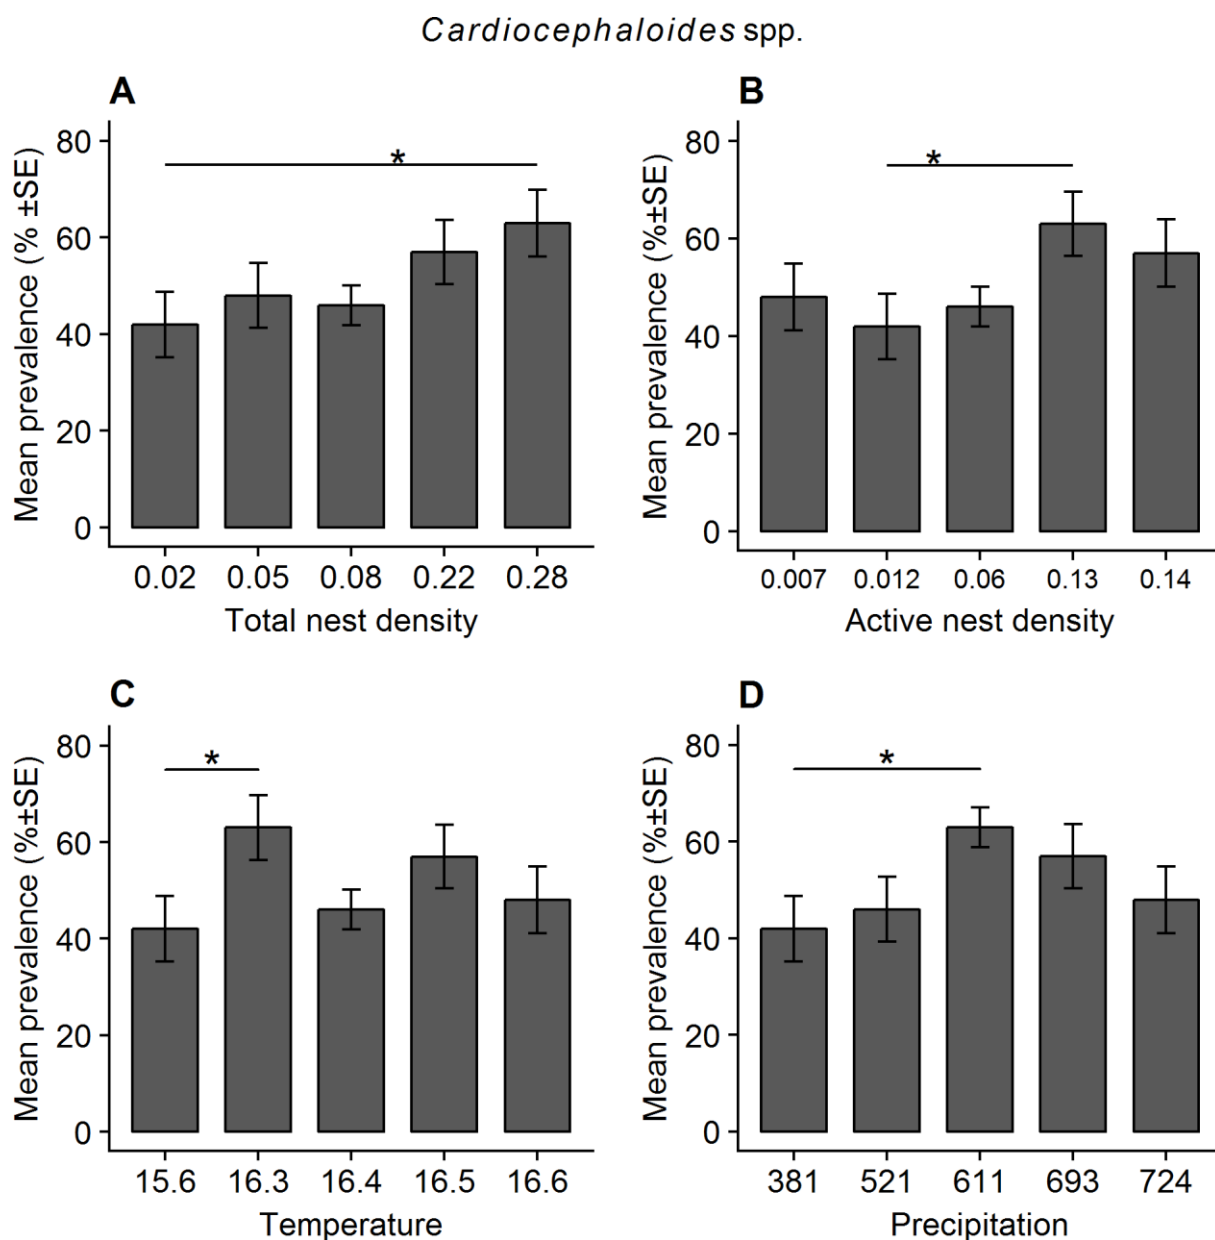 Cardiocephaloides spp.
A
Mean prevalence (% ±SE)
80
60
40
20
0
*
0.02 0.05 0.08 0.22 0.28
Total nest density
B
Mean prevalence (%±SE)
80
60
40
20
0
*
0.007 0.012 0.06 0.13 0.14
Active nest density
C
Mean prevalence (%±SE)
80
60
40
20
0
*
15.6 16.3 16.4 16.5 16.6
Temperature
D
Mean prevalence (%±SE)
80
60
40
20
0
*
381 521 611 693 724
Precipitation